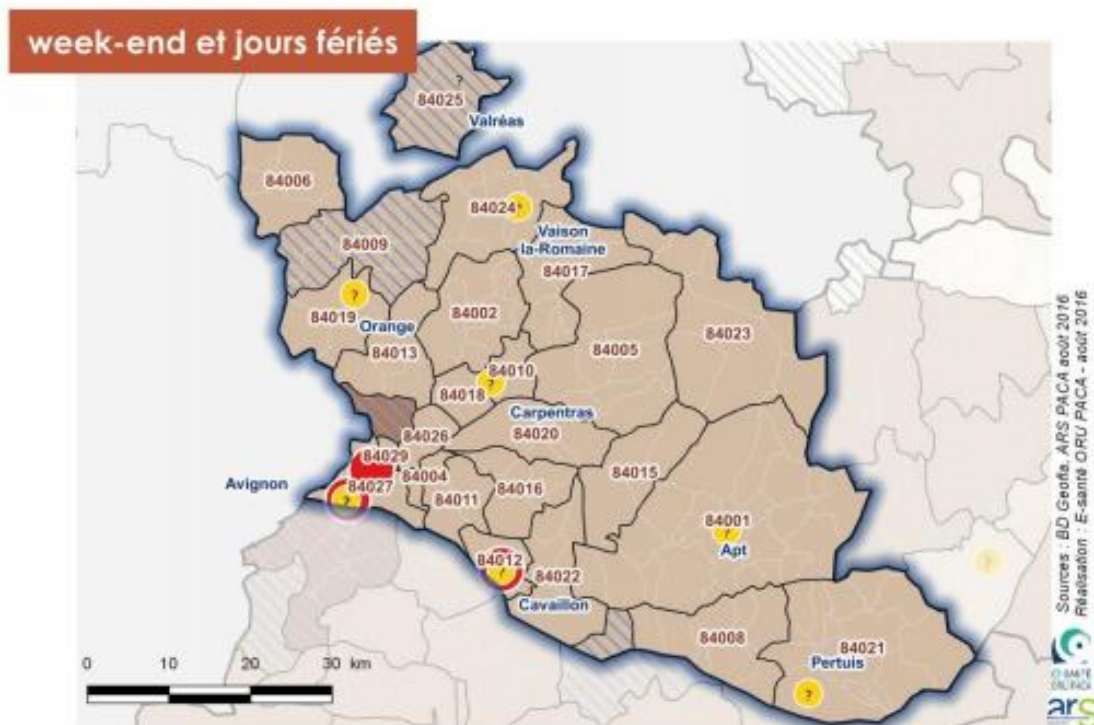 week-end et jours fériés
?
84025
Valréas
84006
84024
?
Vaison
la-Romaine
84009
84017
?
84019
Orange
84002
84013
84005
84023
84010
?
84018
Carpentras
84026
84020
84029
84004
84015
Avignon
84027
?
84011
84016
84001
?
Apt
84012
?
84022
Cavaillon
84008
84021
Pertuis
?
?
0 10 20 30 km
Sources : BD Geofla, ARS PACA août 2016
Réalisation : E-santé ORU PACA - août 2016
ars